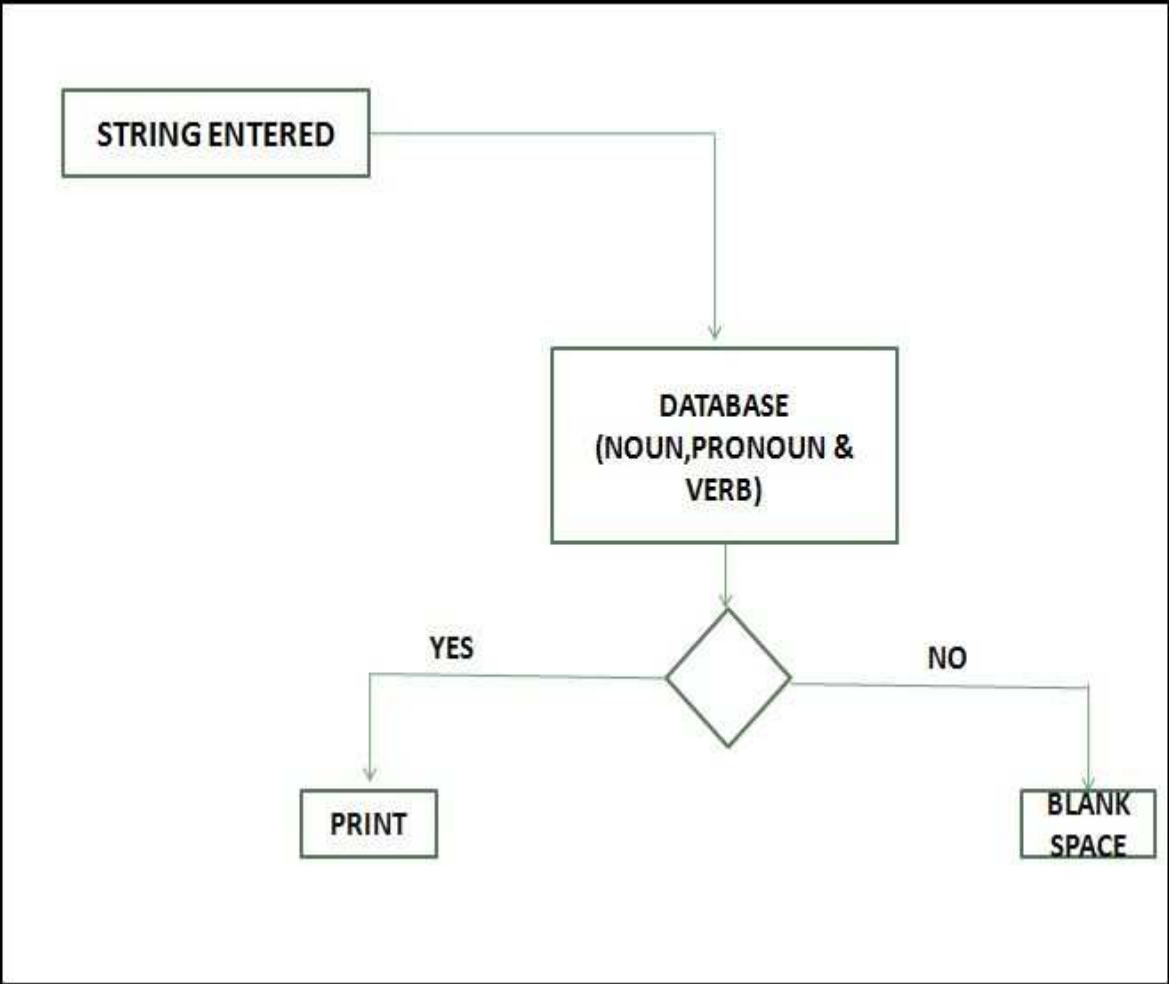 STRING ENTERED
DATABASE
(NOUN,PRONOUN &
VERB)
YES
NO
PRINT
BLANK
SPACE